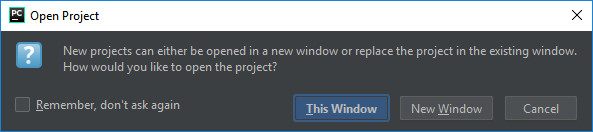 PC Open Project
New projects can either be opened in a new window or replace the project in the existing window.
How would you like to open the project?
Remember, don't ask again
This Window New Window Cancel